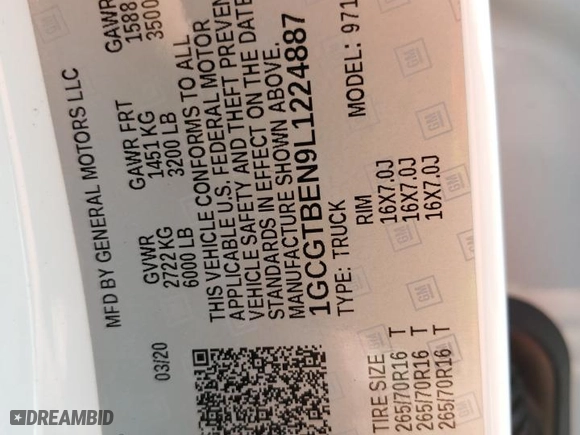 MFD BY GENERAL MOTORS LLC
03/20
GVWR
2722 KG
6000 LB
GAWR FRT
1451 KG
3200 LB
GAWR
1588
3500
THIS VEHICLE CONFORMS TO ALL
APPLICABLE U.S. FEDERAL MOTOR
VEHICLE SAFETY AND THEFT PREVEN
STANDARDS IN EFFECT ON THE DATE
MANUFACTURE SHOWN ABOVE.
1GCGTBEN9L1224887
TYPE: TRUCK
MODEL: 971
TIRE SIZE
RIM
265/70R16 T
16X7.0J
265/70R16 T
16X7.0J
265/70R16 T
16X7.0J
GM
DREAMBID